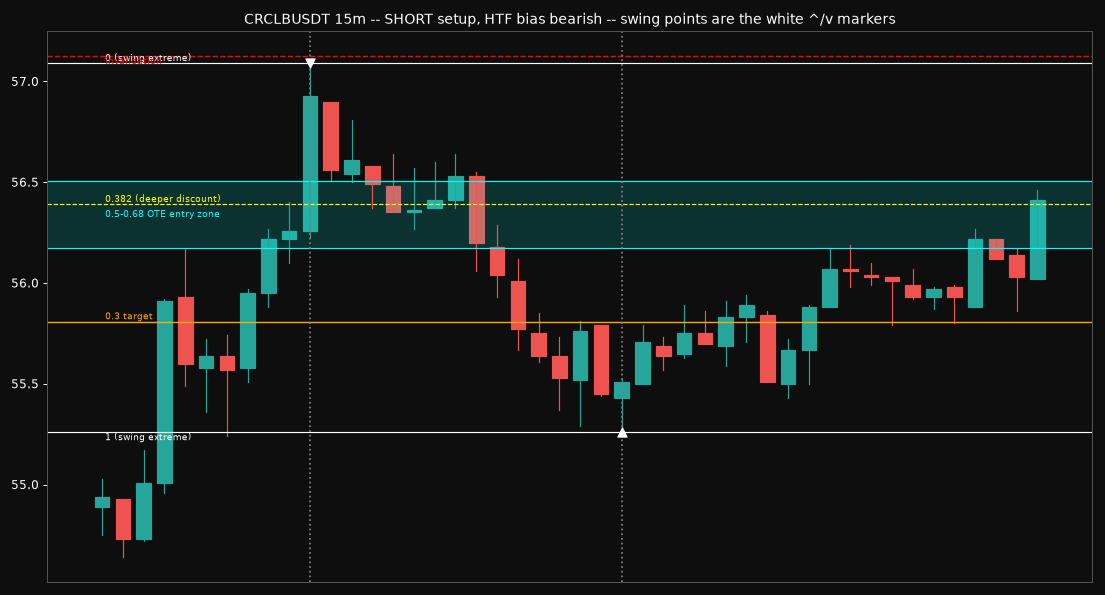 CRCLBUSDT 15m -- SHORT setup, HTF bias bearish -- swing points are the white ^/v markers
0 (swing extreme)
57.0
56.5
0.382 (deeper discount)
0.5-0.68 OTE entry zone
56.0
0.3 target
55.5
1 (swing extreme)
55.0